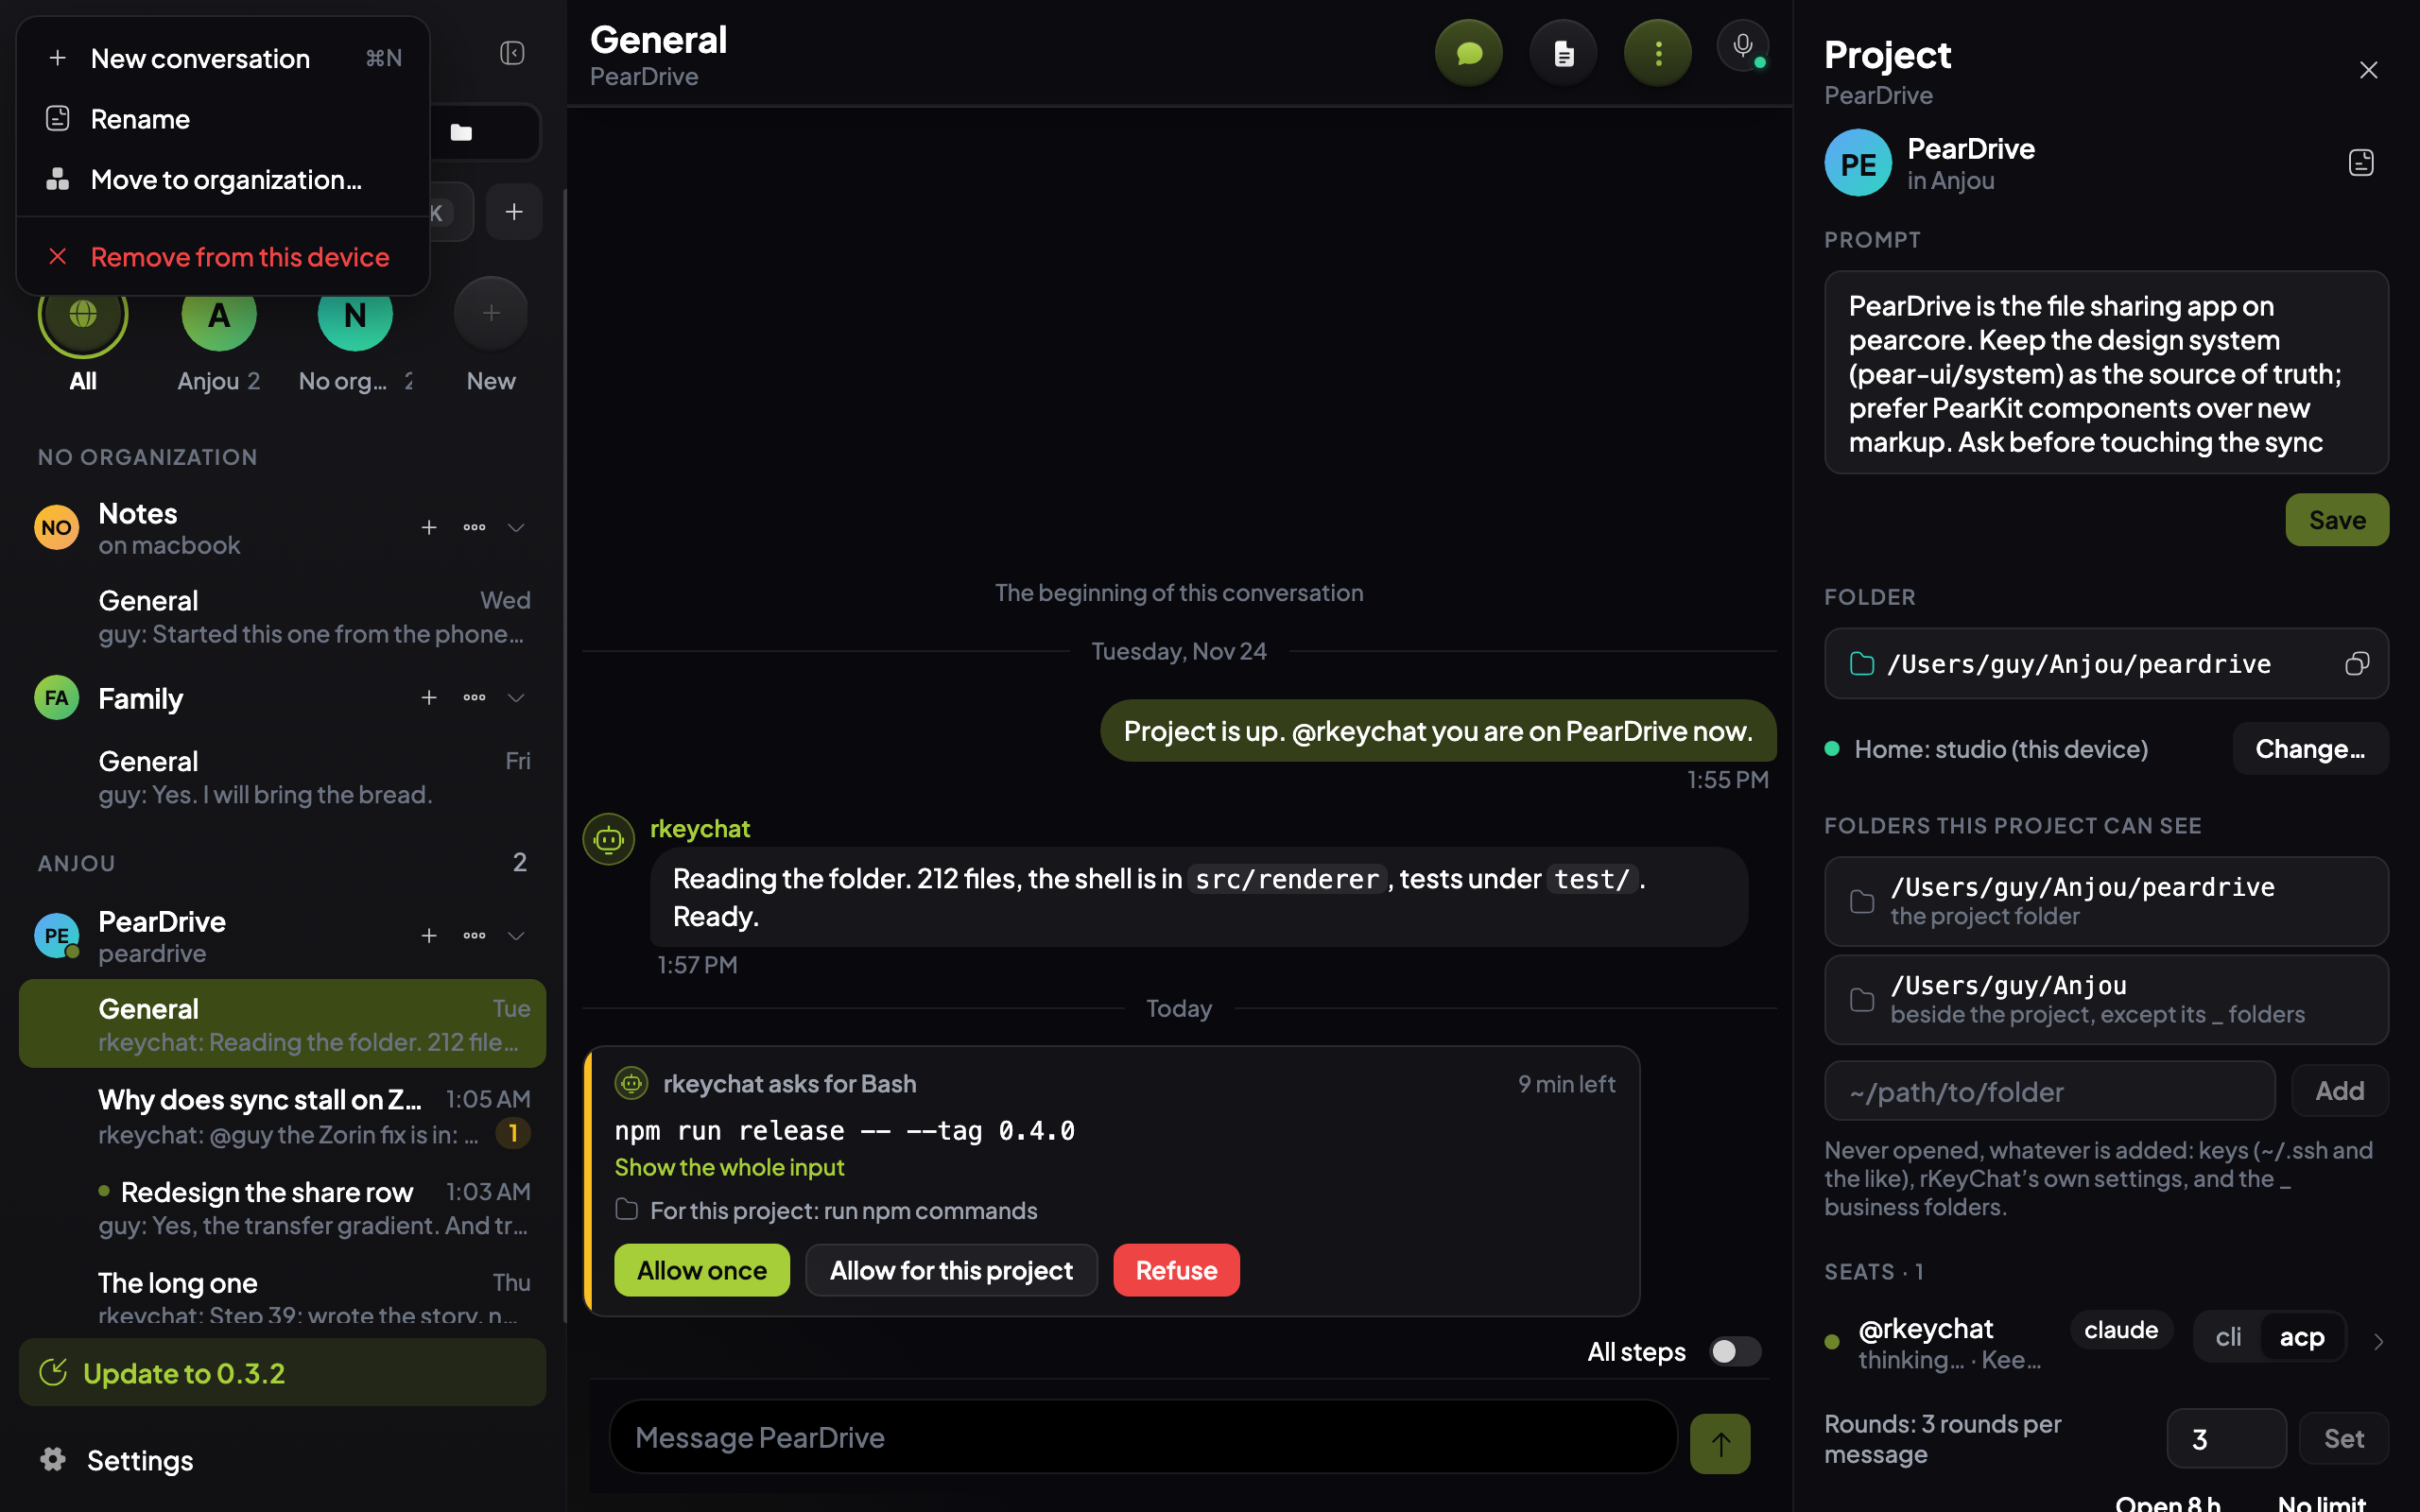 New conversation ⌘N
Rename
Move to organization…
Remove from this device
K
A
N
All
Anjou 2
No org…
New
NO ORGANIZATION
NO
Notes
on macbook
General Wed
guy: Started this one from the phone…
FA
Family
General Fri
guy: Yes. I will bring the bread.
ANJOU 2
PE
PearDrive
peardrive
General Tue
rkeychat: Reading the folder. 212 file…
Why does sync stall on Z… 1:05 AM
rkeychat: @guy the Zorin fix is in: … 1
Redesign the share row 1:03 AM
guy: Yes, the transfer gradient. And tr…
The long one Thu
rkeychat: Step 39: wrote the story, n…
Update to 0.3.2
Settings
General
PearDrive
The beginning of this conversation
Tuesday, Nov 24
Project is up. @rkeychat you are on PearDrive now.
1:55 PM
rkeychat
Reading the folder. 212 files, the shell is in src/renderer, tests under test/.
Ready.
1:57 PM
Today
rkeychat asks for Bash 9 min left
npm run release -- --tag 0.4.0
Show the whole input
For this project: run npm commands
Allow once Allow for this project Refuse
All steps
Message PearDrive
Project
PearDrive
PE
PearDrive
in Anjou
PROMPT
PearDrive is the file sharing app on
pearcore. Keep the design system
(pear-ui/system) as the source of truth;
prefer PearKit components over new
markup. Ask before touching the sync
Save
FOLDER
/Users/guy/Anjou/peardrive
Home: studio (this device) Change…
FOLDERS THIS PROJECT CAN SEE
/Users/guy/Anjou/peardrive
the project folder
/Users/guy/Anjou
beside the project, except its _ folders
~/path/to/folder Add
Never opened, whatever is added: keys (~/.ssh and
the like), rKeyChat’s own settings, and the _
business folders.
SEATS · 1
@rkeychat claude cli acp
thinking… · Kee…
Rounds: 3 rounds per
message
3 Set
Open 8 h No limit